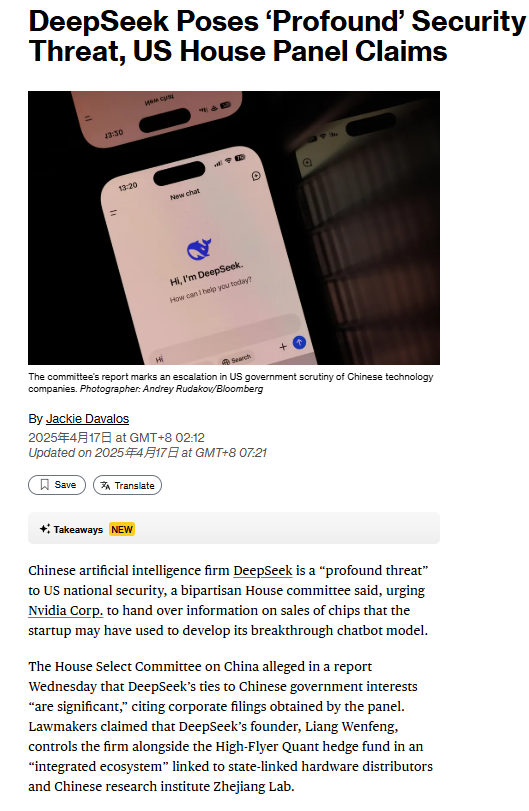 DeepSeek Poses ‘Profound’ Security
Threat, US House Panel Claims
New chat
13:20
13:20
New chat
Hi, I'm DeepSeek.
How can I help you today?
Hi
Search
The committee's report marks an escalation in US government scrutiny of Chinese technology
companies. Photographer: Andrey Rudakov/Bloomberg
By Jackie Davalos
2025年4月17日 at GMT+8 02:12
Updated on 2025年4月17日 at GMT+8 07:21
Save
Translate
Takeaways NEW
Chinese artificial intelligence firm DeepSeek is a “profound threat”
to US national security, a bipartisan House committee said, urging
Nvidia Corp. to hand over information on sales of chips that the
startup may have used to develop its breakthrough chatbot model.
The House Select Committee on China alleged in a report
Wednesday that DeepSeek’s ties to Chinese government interests
“are significant,” citing corporate filings obtained by the panel.
Lawmakers claimed that DeepSeek’s founder, Liang Wenfeng,
controls the firm alongside the High-Flyer Quant hedge fund in an
“integrated ecosystem” linked to state-linked hardware distributors
and Chinese research institute Zhejiang Lab.